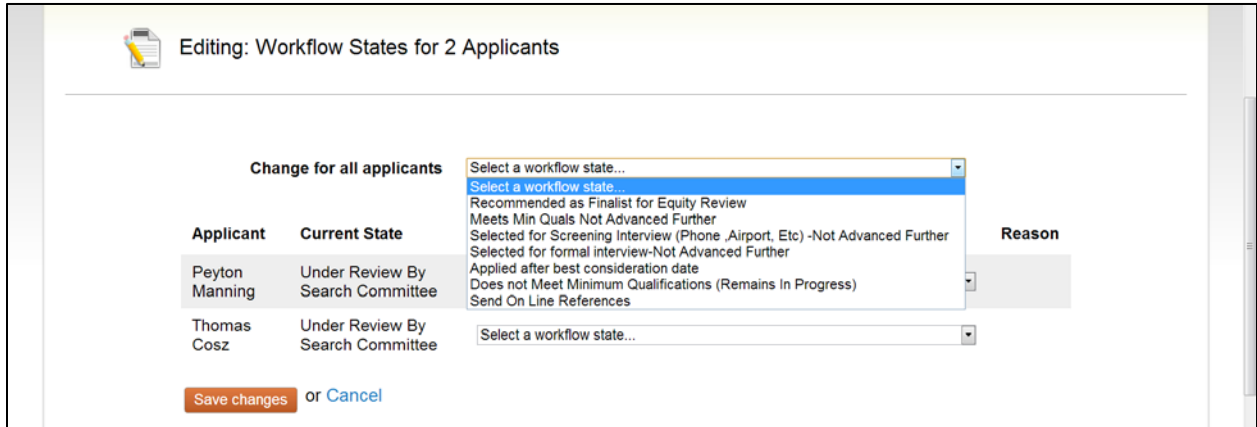 Editing: Workflow States for 2 Applicants
Change for all applicants
Select a workflow state...
Select a workflow state...
Recommended as Finalist for Equity Review
Meets Min Quals Not Advanced Further
Selected for Screening Interview (Phone ,Airport, Etc) -Not Advanced Further
Selected for formal interview-Not Advanced Further
Applied after best consideration date
Does not Meet Minimum Qualifications (Remains In Progress)
Send On Line References
Applicant Current State Reason
Peyton Under Review By
Manning Search Committee
Thomas Under Review By Select a workflow state...
Cosz Search Committee
Save changes or Cancel